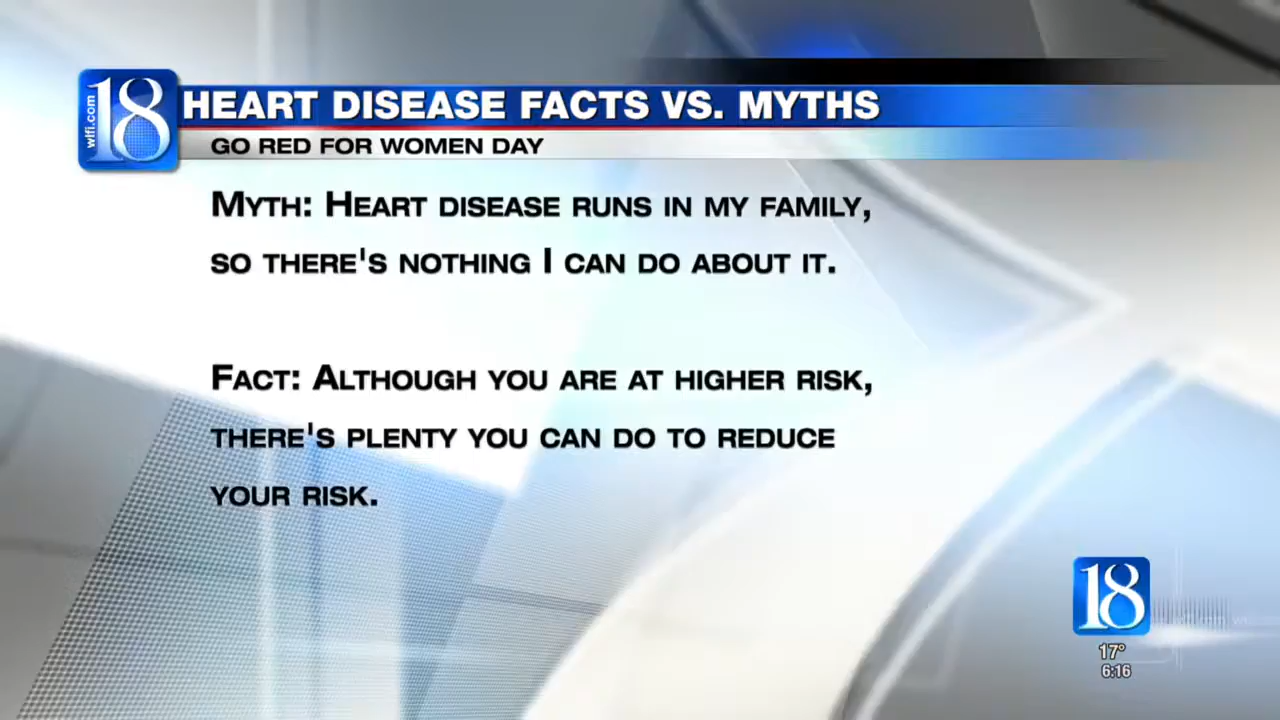 wlfi.com
18
HEART DISEASE FACTS VS. MYTHS
GO RED FOR WOMEN DAY
MYTH: HEART DISEASE RUNS IN MY FAMILY,
SO THERE'S NOTHING I CAN DO ABOUT IT.
FACT: ALTHOUGH YOU ARE AT HIGHER RISK,
THERE'S PLENTY YOU CAN DO TO REDUCE
YOUR RISK.
18
17°
6:16